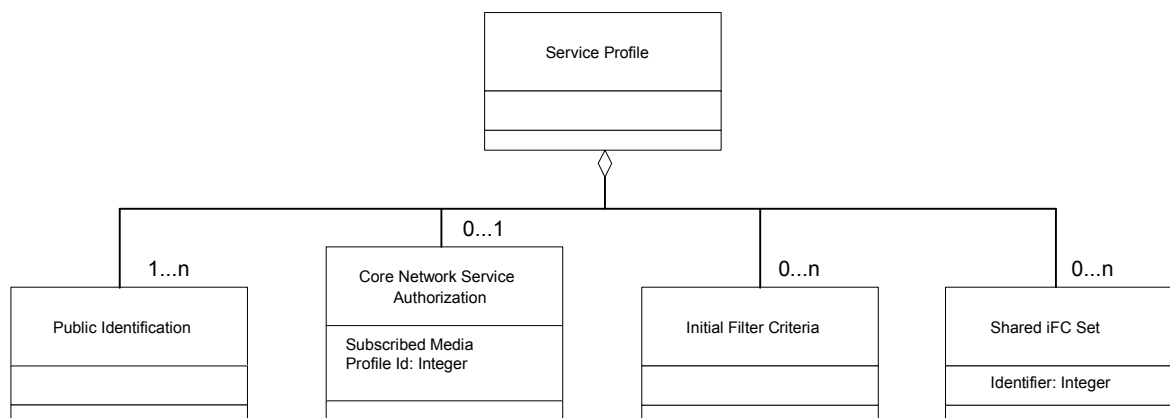 Service Profile
0...1
1...n
0...n
0...n
Core Network Service
Authorization
Public Identification
Initial Filter Criteria
Shared iFC Set
Subscribed Media
Profile Id: Integer
Identifier: Integer